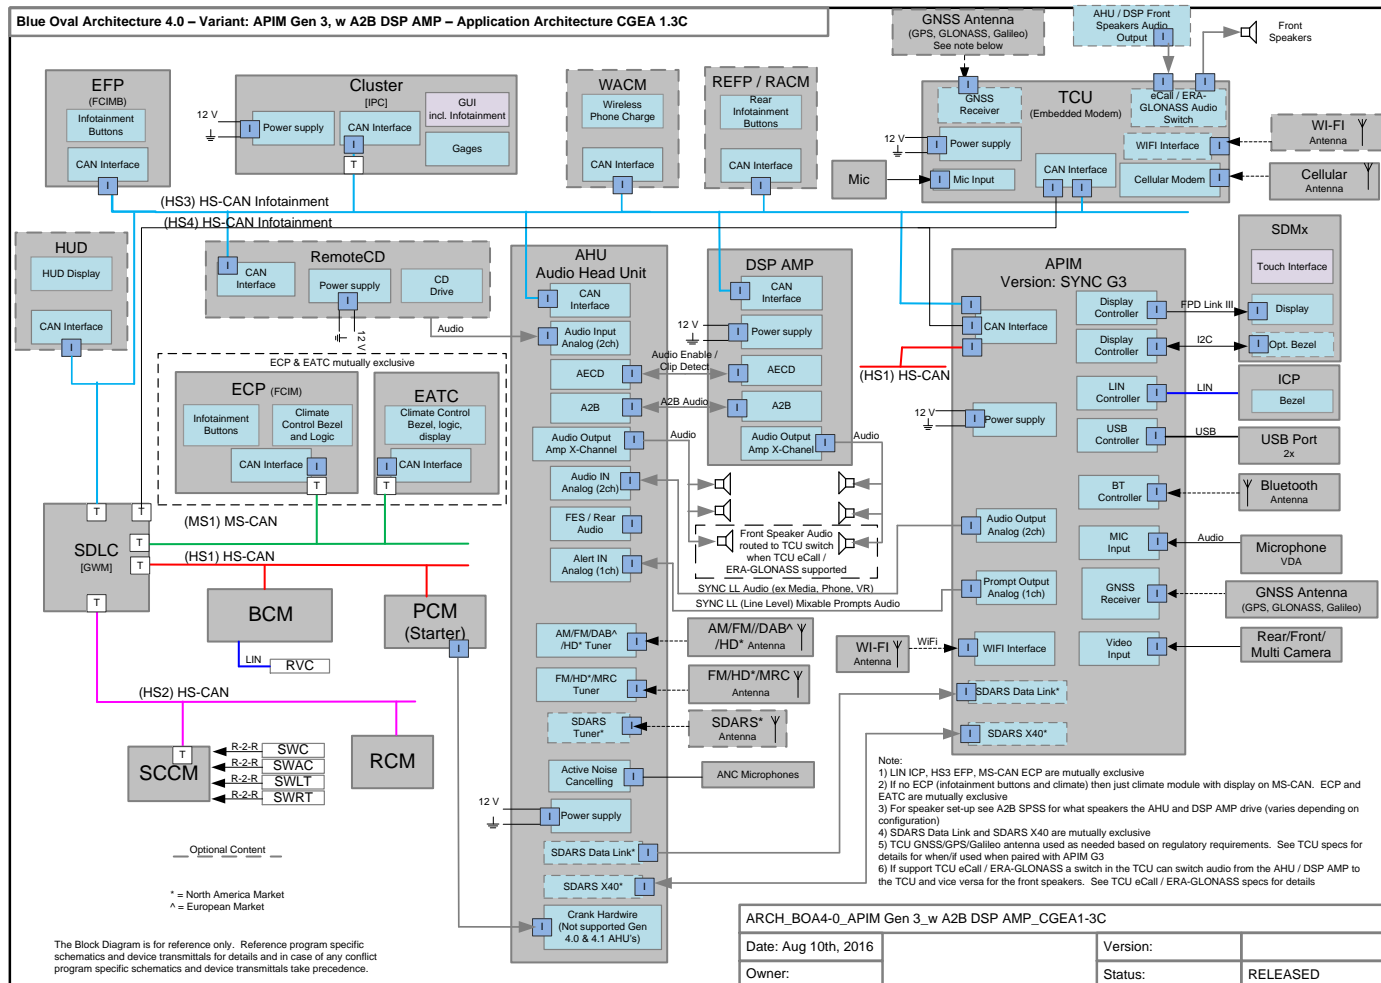 Blue Oval Architecture 4.0 – Variant: APIM Gen 3, w A2B DSP AMP – Application Architecture CGEA 1.3C
EFP
(FCIMB)
Infotainment
Buttons
CAN Interface
I
Cluster
[IPC]
12 V
I
Power supply
CAN Interface
I
T
GUI
incl. Infotainment
Gages
WACM
Wireless
Phone Charge
CAN Interface
I
REFP / RACM
Rear
Infotainment
Buttons
CAN Interface
I
GNSS Antenna
(GPS, GLONASS, Galileo)
See note below
AHU / DSP Front
Speakers Audio
Output
I
Front
Speakers
TCU
(Embedded Modem)
I
GNSS
Receiver
I
I
eCall / ERA-
GLONASS Audio
Switch
12 V
I
Power supply
WIFI Interface
I
WI-FI
Antenna
Mic
I
Mic Input
CAN Interface
I
I
Cellular Modem
I
Cellular
Antenna
(HS3) HS-CAN Infotainment
(HS4) HS-CAN Infotainment
HUD
HUD Display
CAN Interface
I
RemoteCD
I
CAN
Interface
Power supply
I
12 V
CD
Drive
Audio
AHU
Audio Head Unit
I
CAN
Interface
I
Audio Input
Analog (2ch)
AECD
I
A2B
I
Audio Output
Amp X-Channel
I
Audio IN
Analog (2ch)
I
FES / Rear
Audio
I
Alert IN
Analog (1ch)
I
AM/FM/DAB^
/HD* Tuner
I
FM/HD*/MRC
Tuner
I
SDARS
Tuner*
I
Active Noise
Cancelling
I
12 V
I
Power supply
SDARS Data Link*
I
SDARS X40*
I
I
Crank Hardwire
(Not supported Gen
4.0 & 4.1 AHU's)
Audio Enable /
Clip Detect
A2B Audio
Audio
DSP AMP
I
CAN
Interface
12 V
I
Power supply
I
AECD
I
A2B
Audio Output
Amp X-Channel
I
Audio
Front Speaker Audio
routed to TCU switch
when TCU eCall /
ERA-GLONASS
supported
SYNC LL Audio (ex Media, Phone, VR)
SYNC LL (Line Level) Mixable Prompts Audio
AM/FM//DAB^
/HD* Antenna
FM/HD*/MRC
Antenna
SDARS*
Antenna
ANC Microphones
APIM
Version: SYNC G3
I
I
CAN Interface
I
(HS1) HS-CAN
12 V
I
Power supply
I
Audio Output
Analog (2ch)
I
Prompt Output
Analog (1ch)
WI-FI
Antenna
WiFi
I
WIFI Interface
I
SDARS Data Link*
I
SDARS X40*
Display
Controller
I
FPD Link III
Display
Controller
I
I2C
LIN
Controller
I
LIN
USB
Controller
I
USB
BT
Controller
I
MIC
Input
I
Audio
GNSS
Receiver
I
Video
Input
I
SDMx
Touch Interface
I
Display
I
Opt. Bezel
ICP
Bezel
USB Port
2x
Bluetooth
Antenna
Microphone
VDA
GNSS Antenna
(GPS, GLONASS, Galileo)
Rear/Front/
Multi Camera
ECP & EATC mutually exclusive
ECP (FCIM)
Infotainment
Buttons
Climate
Control Bezel
and Logic
CAN Interface
I
T
EATC
Climate Control
Bezel, logic,
display
I
CAN Interface
T
(MS1) MS-CAN
(HS1) HS-CAN
T
T
T
T
T
SDLC
[GWM]
BCM
LIN
RVC
PCM
(Starter)
I
(HS2) HS-CAN
T
SCCM
R-2-R
SWC
R-2-R
SWAC
R-2-R
SWLT
R-2-R
SWRT
RCM
Optional Content
* = North America Market
^ = European Market
The Block Diagram is for reference only. Reference program specific
schematics and device transmittals for details and in case of any conflict
program specific schematics and device transmittals take precedence.
Note:
1) LIN ICP, HS3 EFP, MS-CAN ECP are mutually exclusive
2) If no ECP (infotainment buttons and climate) then just climate module with display on MS-CAN. ECP and
EATC are mutually exclusive
3) For speaker set-up see A2B SPSS for what speakers the AHU and DSP AMP drive (varies depending on
configuration)
4) SDARS Data Link and SDARS X40 are mutually exclusive
5) TCU GNSS/GPS/Galileo antenna used as needed based on regulatory requirements. See TCU specs for
details for when/if used when paired with APIM G3
6) If support TCU eCall / ERA-GLONASS a switch in the TCU can switch audio from the AHU / DSP AMP to
the TCU and vice versa for the front speakers. See TCU eCall / ERA-GLONASS specs for details
ARCH_BOA4-0_APIM Gen 3_w A2B DSP AMP_CGEA1-3C
Date: Aug 10th, 2016
Version:
Owner:
Status:
RELEASED